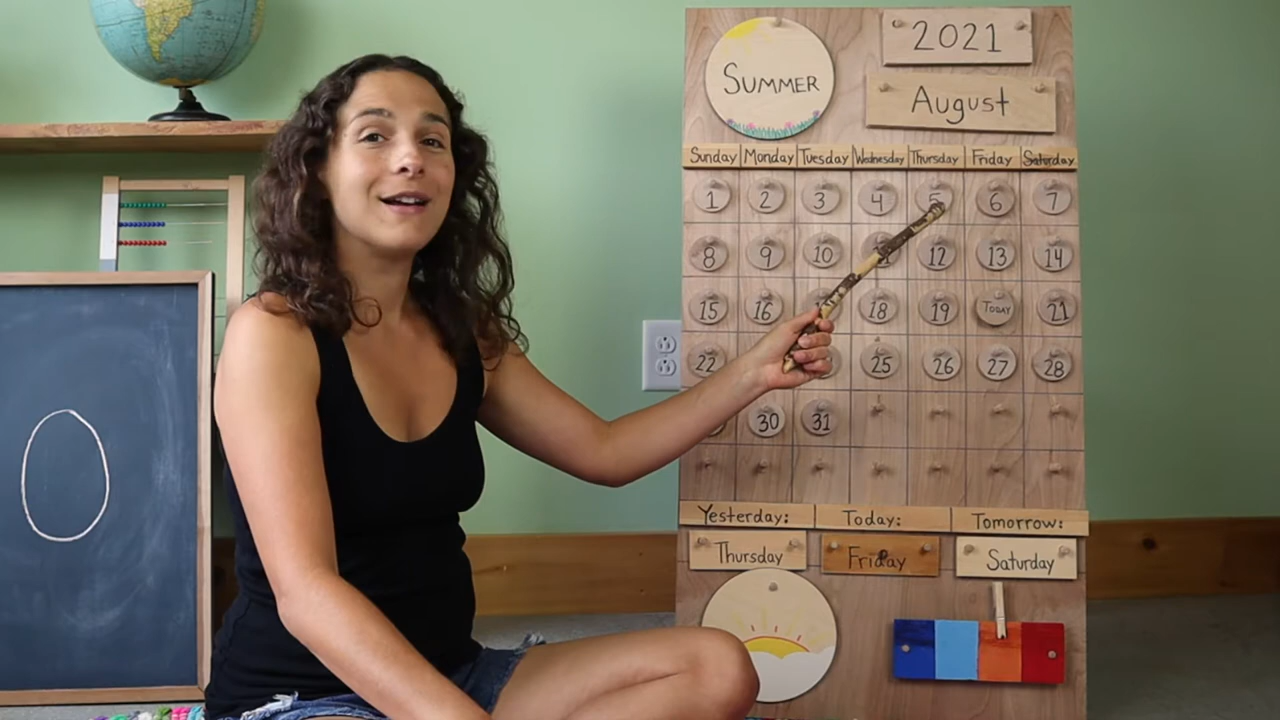 2021
SUMMER
August
Sunday Monday Tuesday Wednesday Thursday Friday Saturday
1 2 3 4 5 6 7
8 9 10 12 13 14
15 16 18 19 TODAY 21
22 25 26 27 28
30 31
Yesterday: Today: Tomorrow:
Thursday Friday Saturday
0